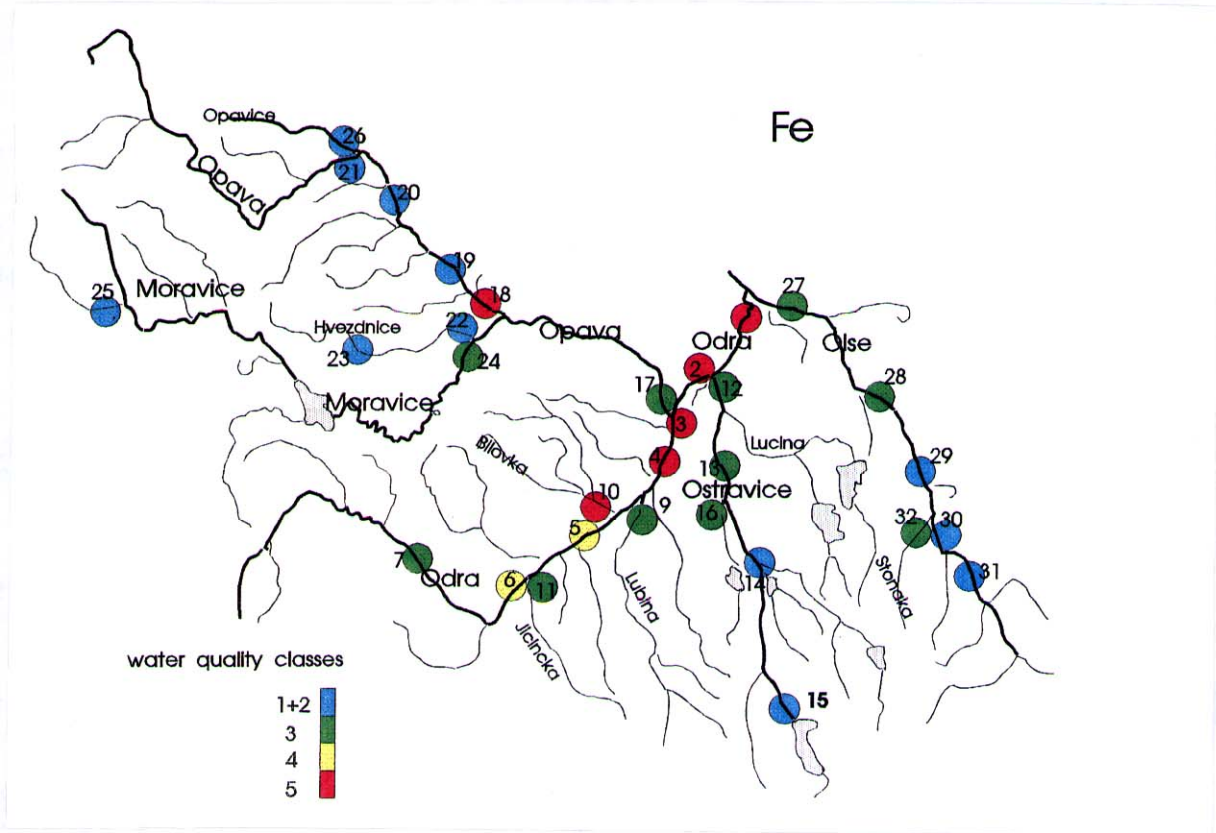 Fe
Opavice
26
21
Opava
20
19
18
25
Moravice
Hvezdnice
22
23
24
Opava
27
Odra
Olse
2
12
28
17
3
Moravice
Bilovka
4
13
Lucina
29
Ostravice
10
9
16
5
32
30
7
Odra
6
11
14
31
Lubina
Stonaka
Jicincka
15
water quality classes
1+2
3
4
5